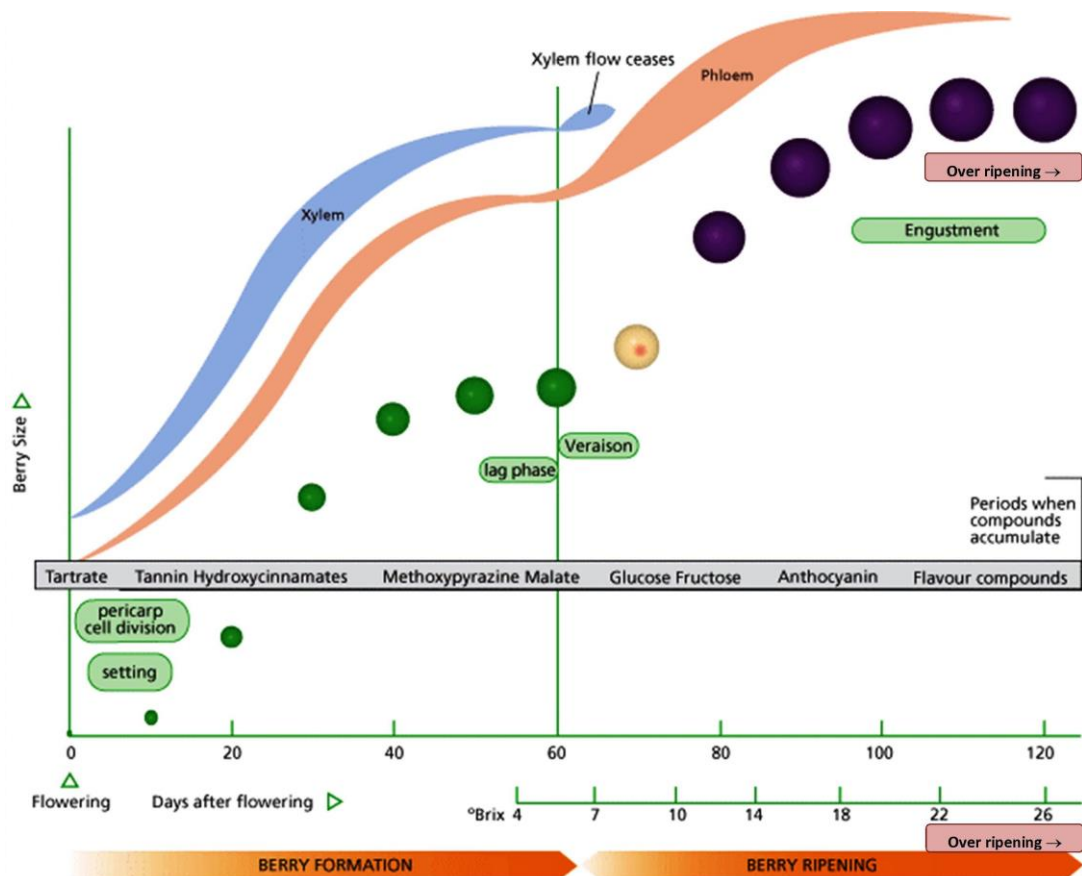 Xylem flow ceases
Phloem
Xylem
Over ripening →
Engustment
Berry Size
Veraison
lag phase
Periods when
compounds
accumulate
Tartrate Tannin Hydroxycinnamates Methoxypyrazine Malate Glucose Fructose Anthocyanin Flavour compounds
pericarp
cell division
setting
0 20 40 60 80 100 120
Flowering
Days after flowering
°Brix 4 7 10 14 18 22 26
Over ripening →
BERRY FORMATION BERRY RIPENING